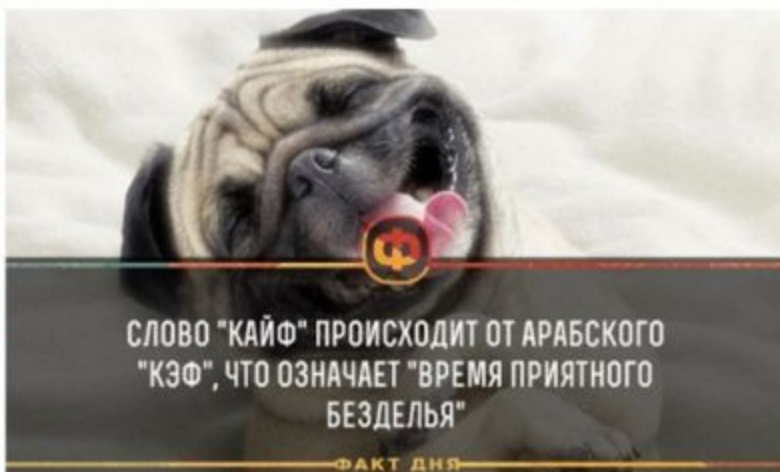 Ф
СЛОВО "КАЙФ" ПРОИСХОДИТ ОТ АРАБСКОГО
"КЭФ", ЧТО ОЗНАЧАЕТ "ВРЕМЯ ПРИЯТНОГО
БЕЗДЕЛЬЯ"
ФАКТ ДНЯ